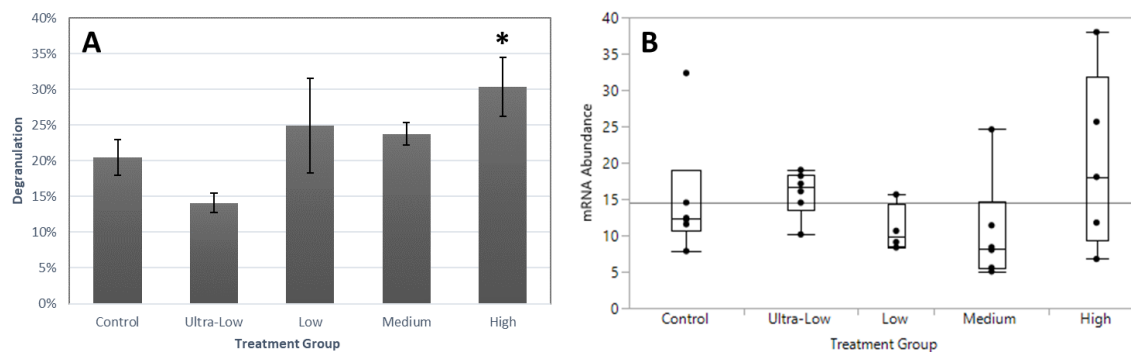 A
40%
35%
30%
25%
20%
15%
10%
5%
0%
Degranulation
*
Control Ultra-Low Low Medium High
Treatment Group
B
40
35
30
25
20
15
10
5
0
mRNA Abundance
Control Ultra-Low Low Medium High
Treatment Group